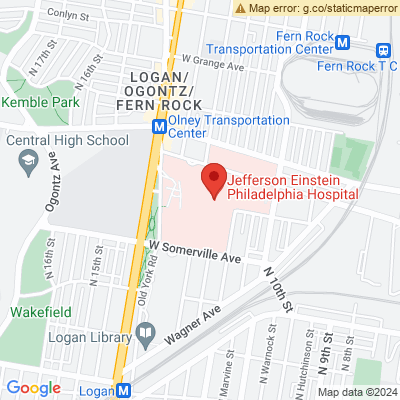 Map error: g.co/staticmaperror
Conlyn St
N 17th St
N 16th St
W Grange Ave
Fern Rock
Transportation Center
M
Fern Rock T C
LOGAN/
OGONTZ/
FERN ROCK
Kemble Park
M
Olney Transportation
Center
Central High School
Ogontz Ave
Jefferson Einstein
Philadelphia Hospital
W Somerville Ave
N 16th St
N 15th St
Old York Rd
N 10th St
Wakefield
Logan Library
Wagner Ave
Marvine St
N Warnock St
N Hutchinson St
N 9th St
N 8th St
Logan
M
Google
Map data ©2024